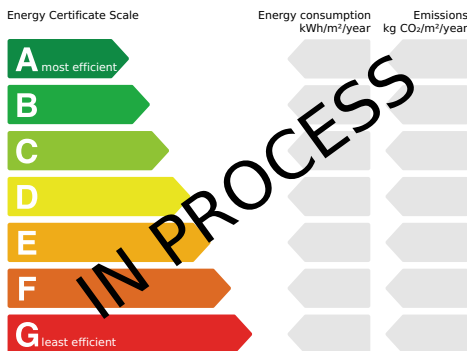 Energy Certificate Scale
Energy consumption
kWh/m²/year
Emissions
kg CO₂/m²/year
A most efficient
B
C
D
E
F
G least efficient
IN PROCESS